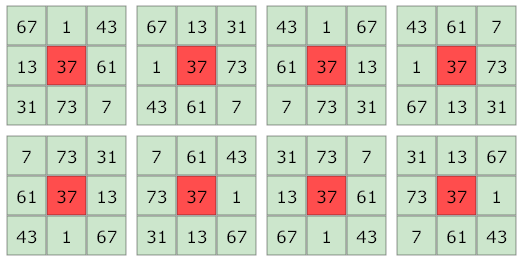 67 1 43 67 13 31 43 1 67 43 61 7
13 37 61 1 37 73 61 37 13 1 37 73
31 73 7 43 61 7 7 73 31 67 13 31
7 73 31 7 61 43 31 73 7 31 13 67
61 37 13 73 37 1 13 37 61 73 37 1
43 1 67 31 13 67 67 1 43 7 61 43